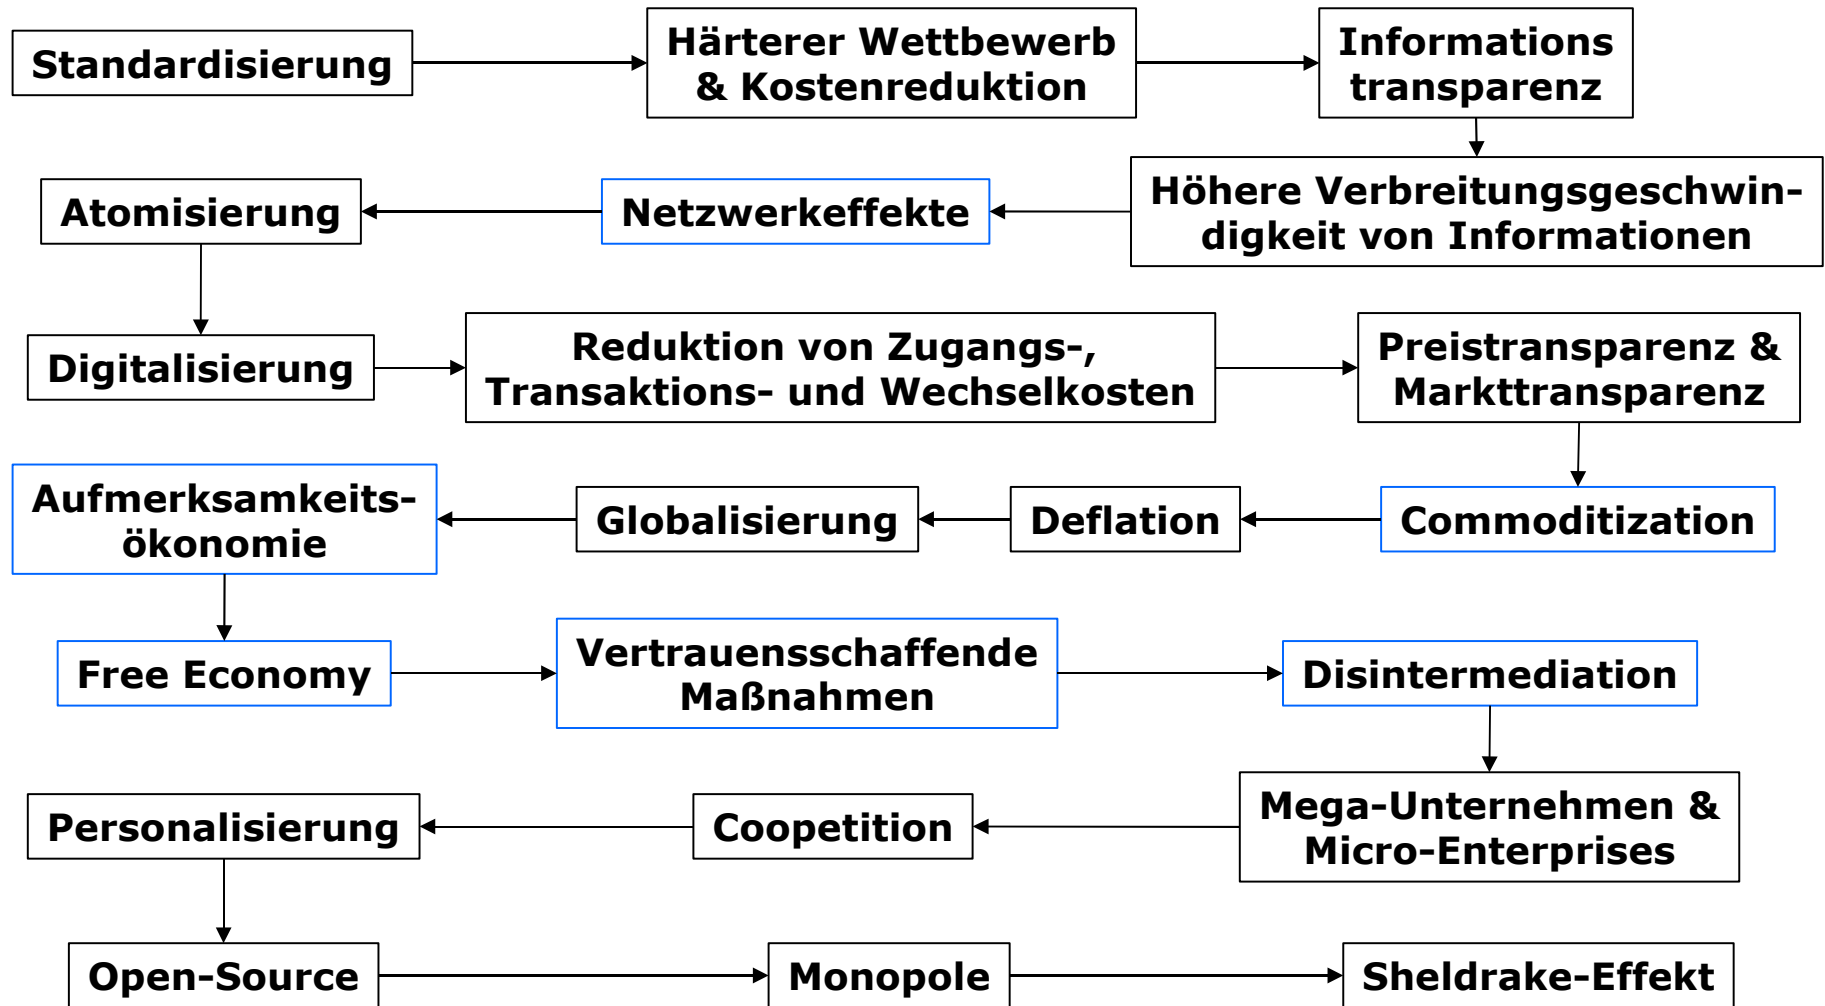 Standardisierung
Härterer Wettbewerb
& Kostenreduktion
Informations
transparenz
Atomisierung
Netzwerkeffekte
Höhere Verbreitungsgeschwin-
digkeit von Informationen
Digitalisierung
Reduktion von Zugangs-,
Transaktions- und Wechselkosten
Preistransparenz &
Markttransparenz
Aufmerksamkeits-
ökonomie
Globalisierung
Deflation
Commoditization
Free Economy
Vertrauensschaffende
Maßnahmen
Disintermediation
Personalisierung
Coopetition
Mega-Unternehmen &
Micro-Enterprises
Open-Source
Monopole
Sheldrake-Effekt